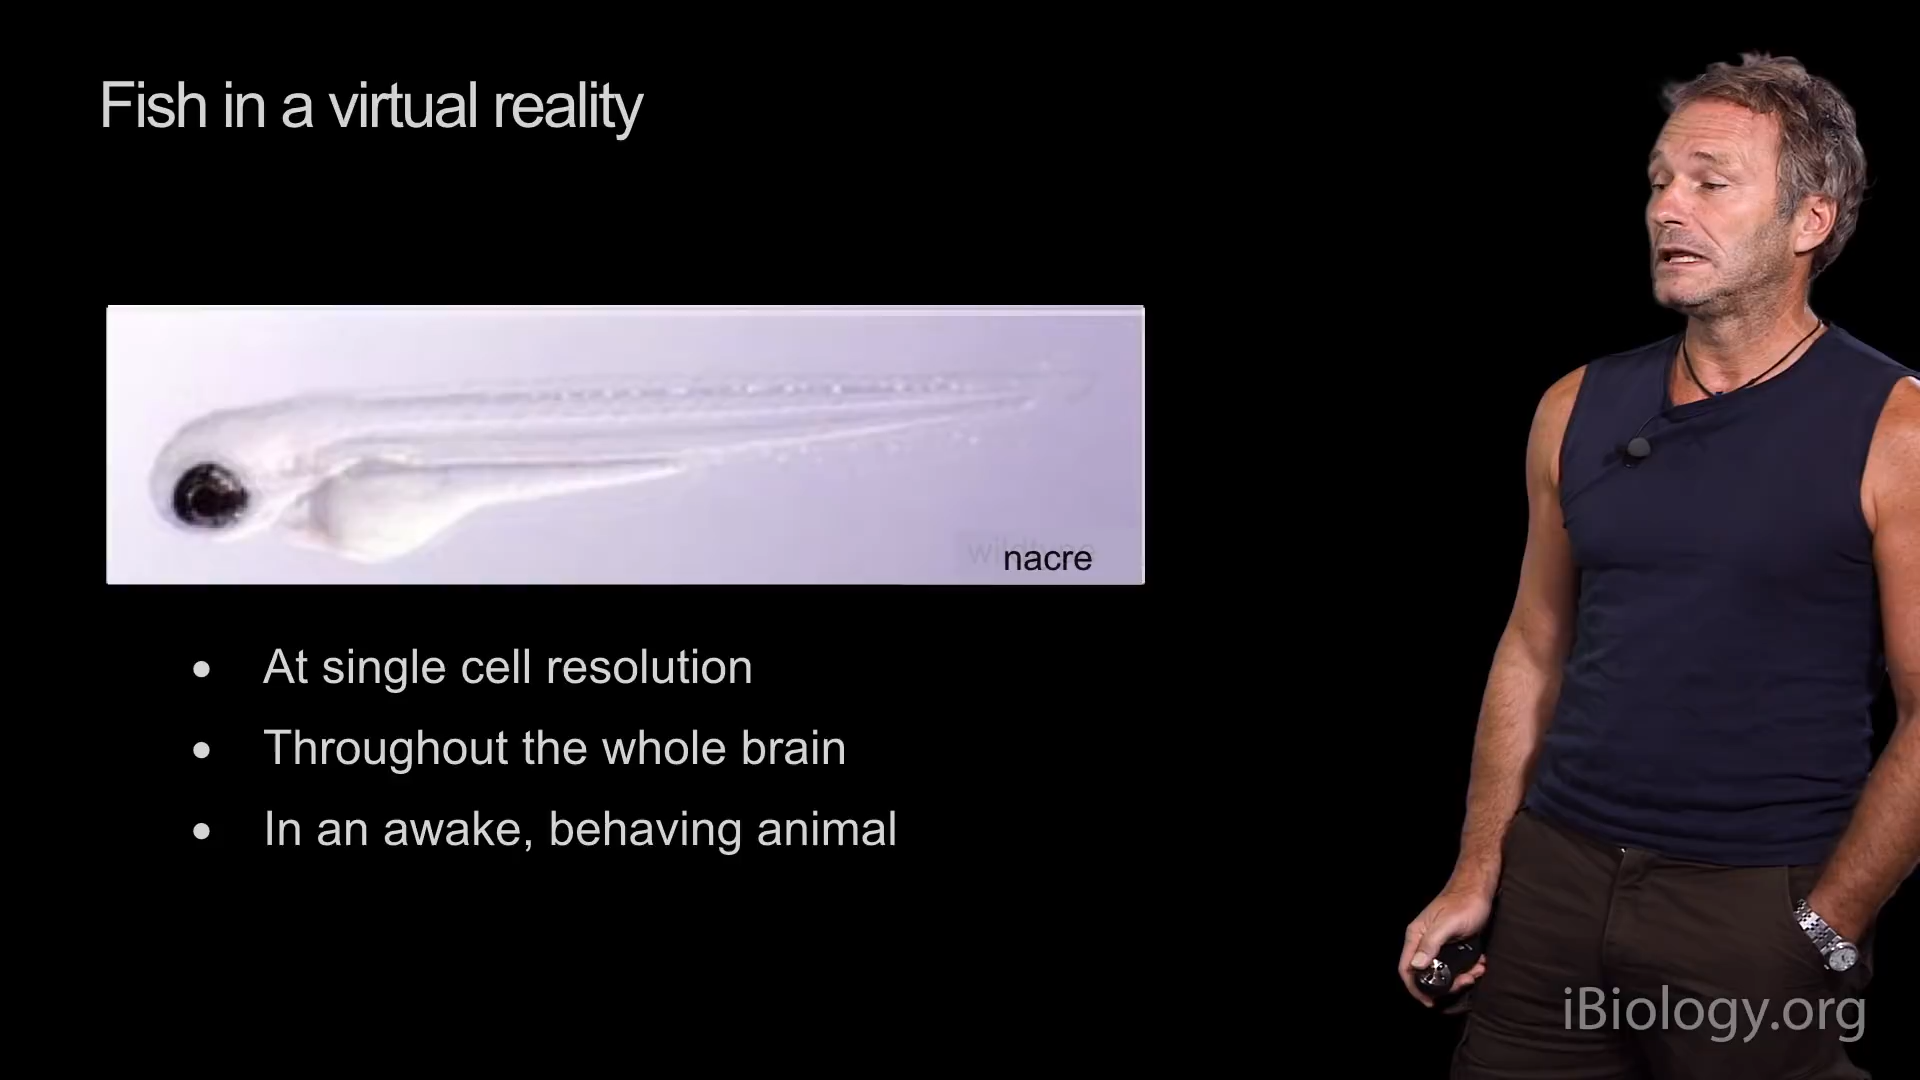 Fish in a virtual reality
wildtype
nacre
• At single cell resolution
• Throughout the whole brain
• In an awake, behaving animal
iBiology.org